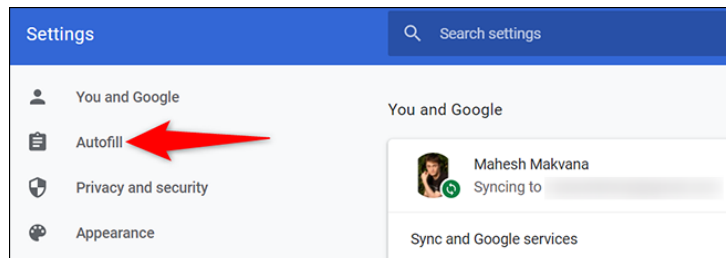 Settings
Search settings
You and Google
Autofill
Privacy and security
Appearance
You and Google
Mahesh Makvana
Syncing to
Sync and Google services